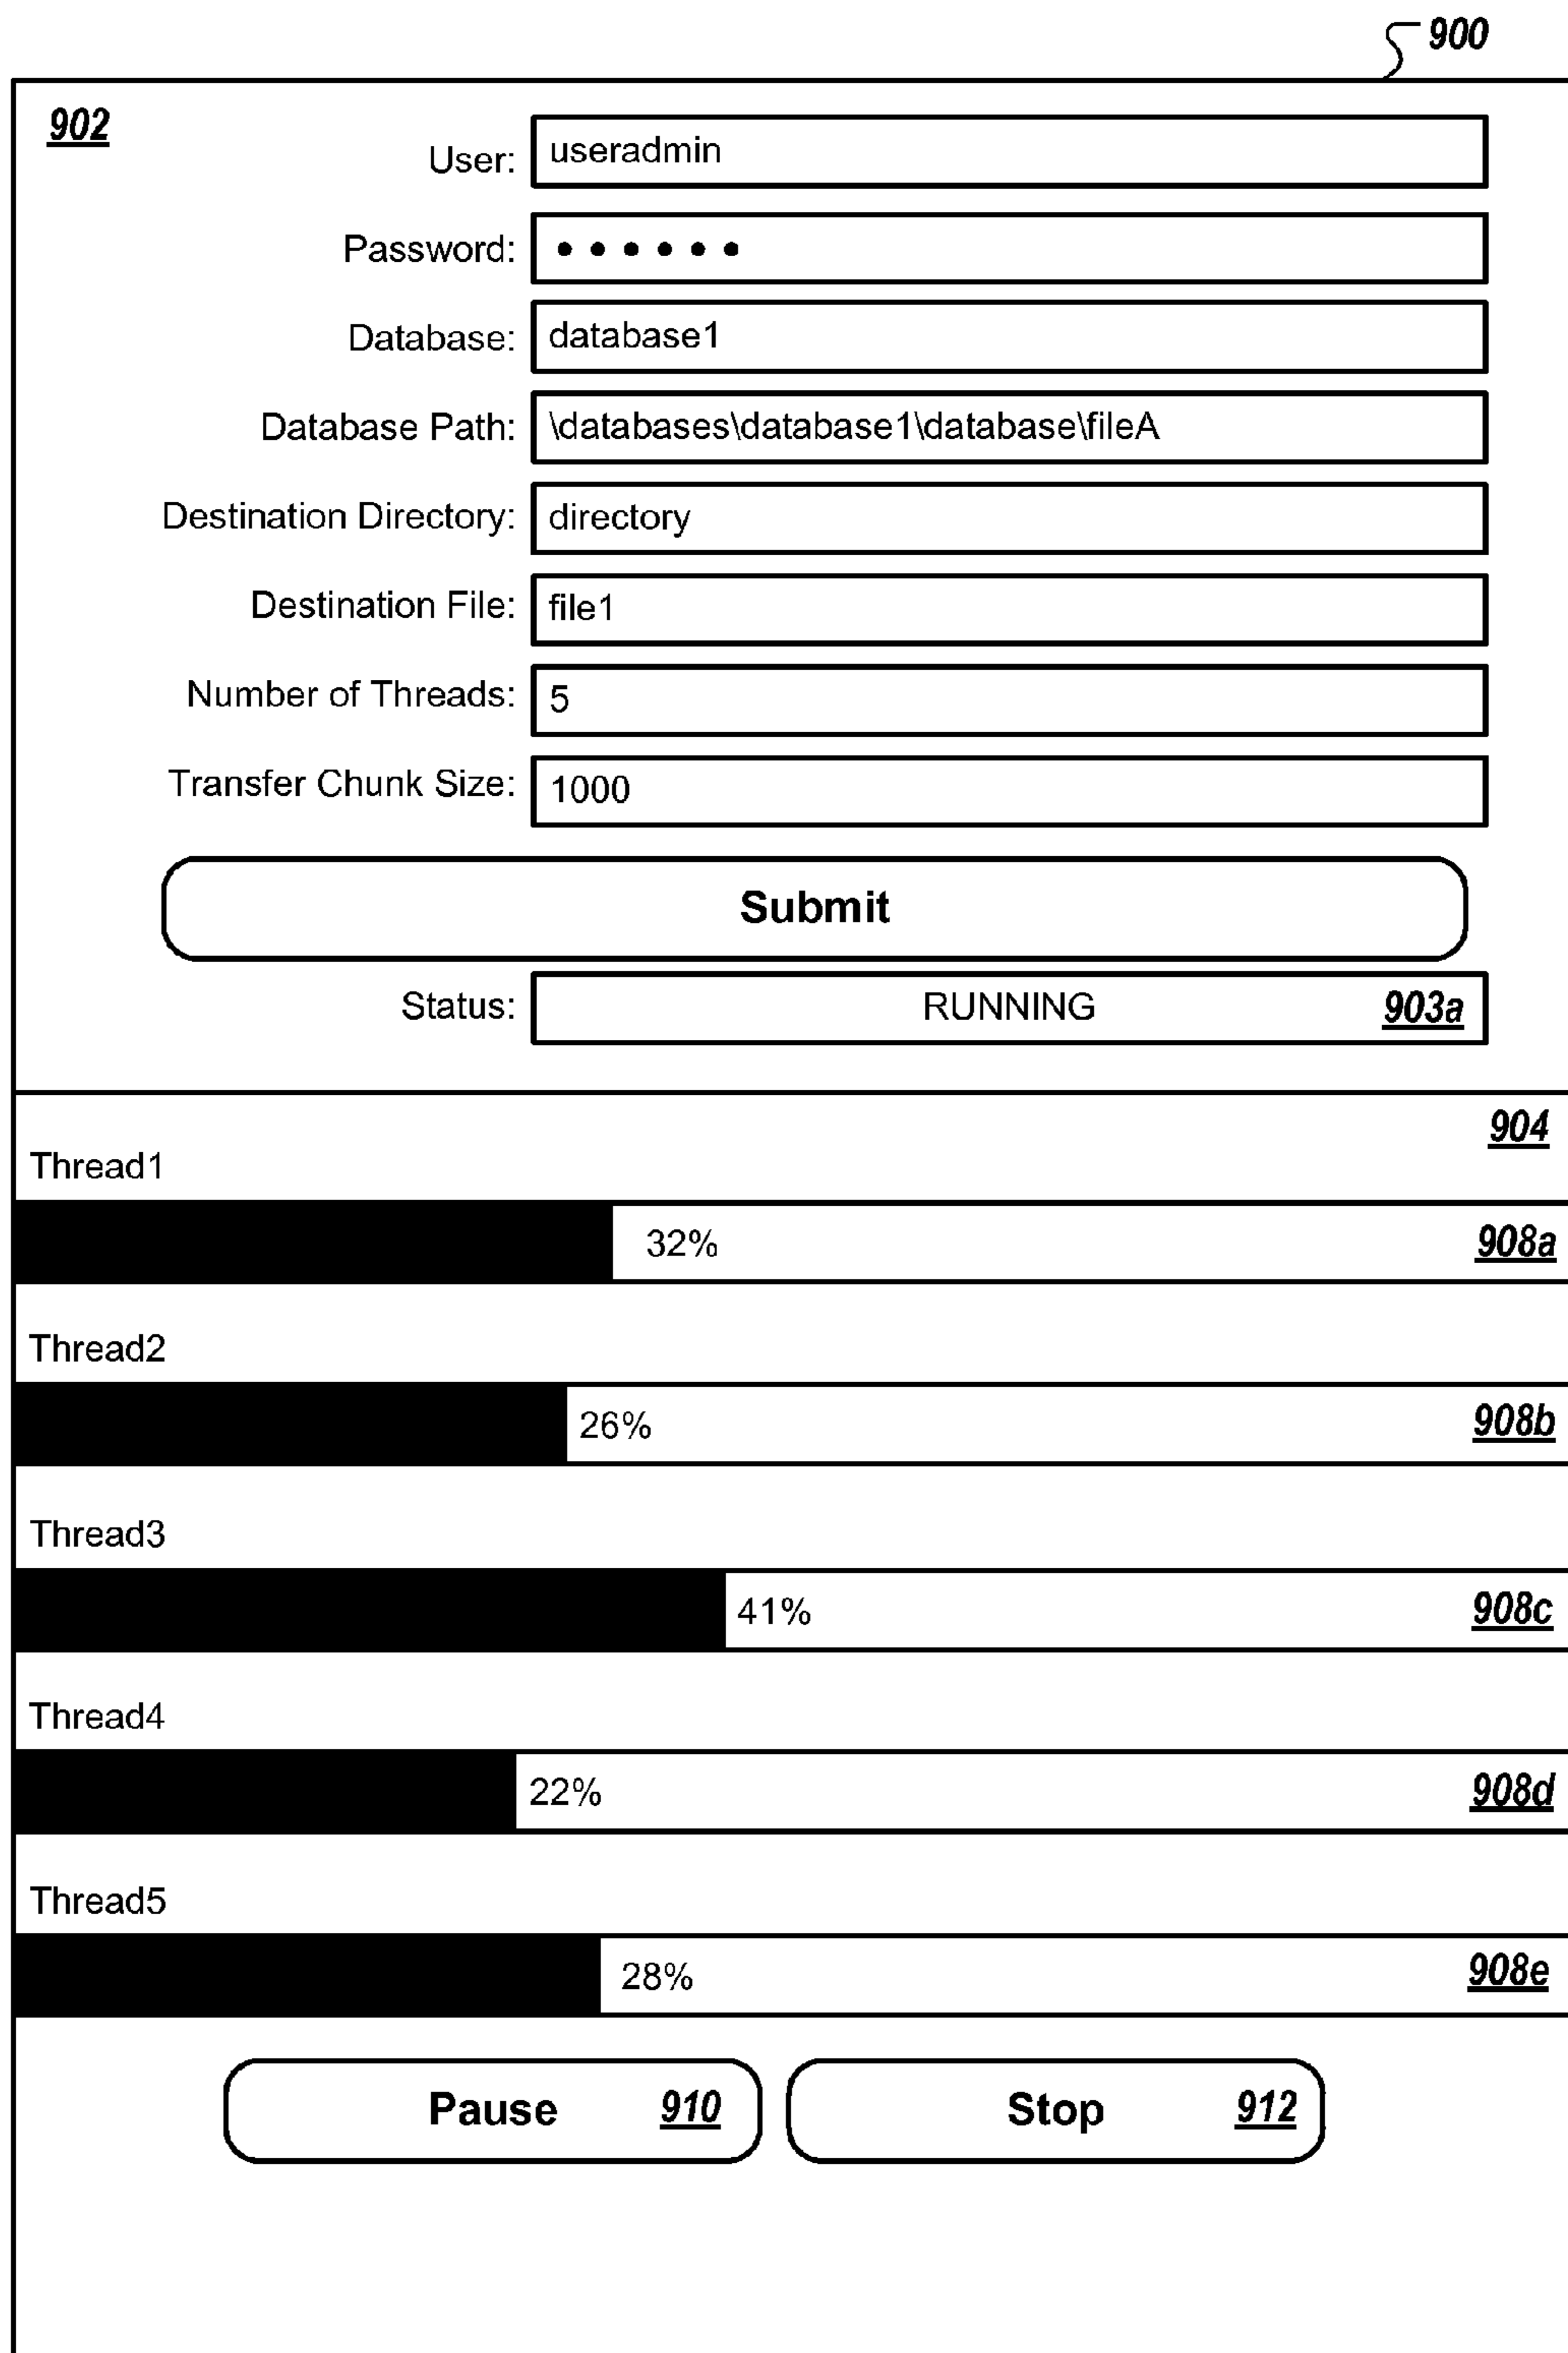 900
902
User: useradmin
Password: ••••••
Database: database1
Database Path: \databases\database1\database\fileA
Destination Directory: directory
Destination File: file1
Number of Threads: 5
Transfer Chunk Size: 1000
Submit
Status: RUNNING 903a
904
Thread1
32% 908a
Thread2
26% 908b
Thread3
41% 908c
Thread4
22% 908d
Thread5
28% 908e
Pause 910 Stop 912